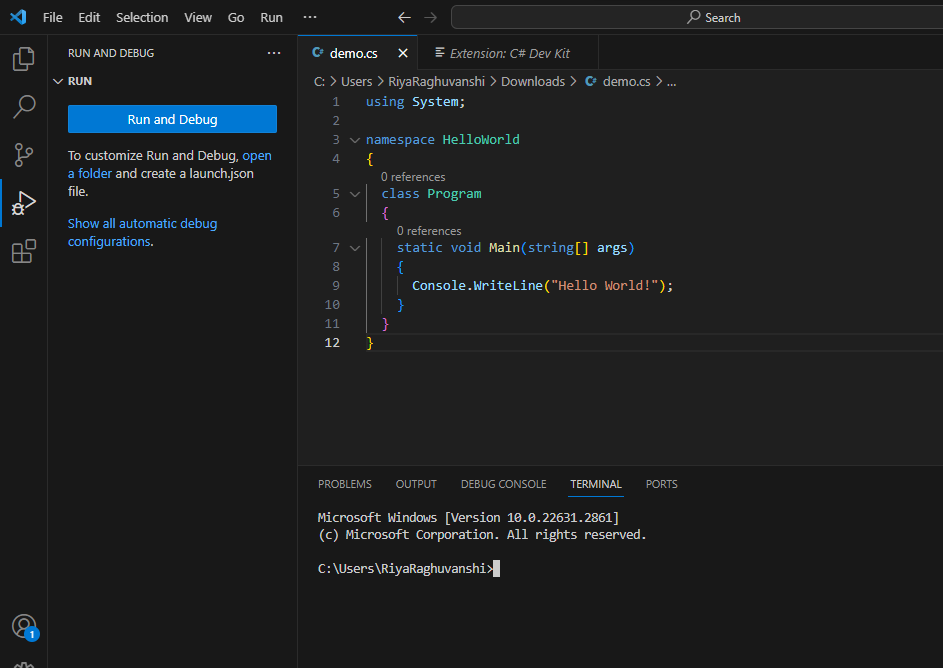 File Edit Selection View Go Run ··· Search
RUN AND DEBUG ···
RUN
Run and Debug
To customize Run and Debug, open
a folder and create a launch.json
file.
Show all automatic debug
configurations.
demo.cs Extension: C# Dev Kit
C: > Users > RiyaRaghuvanshi > Downloads > demo.cs > ...
1 using System;
2
3 namespace HelloWorld
4 {
0 references
5 class Program
6 {
0 references
7 static void Main(string[] args)
8 {
9 Console.WriteLine("Hello World!");
10 }
11 }
12 }
PROBLEMS OUTPUT DEBUG CONSOLE TERMINAL PORTS
Microsoft Windows [Version 10.0.22631.2861]
(c) Microsoft Corporation. All rights reserved.
C:\Users\RiyaRaghuvanshi>
1